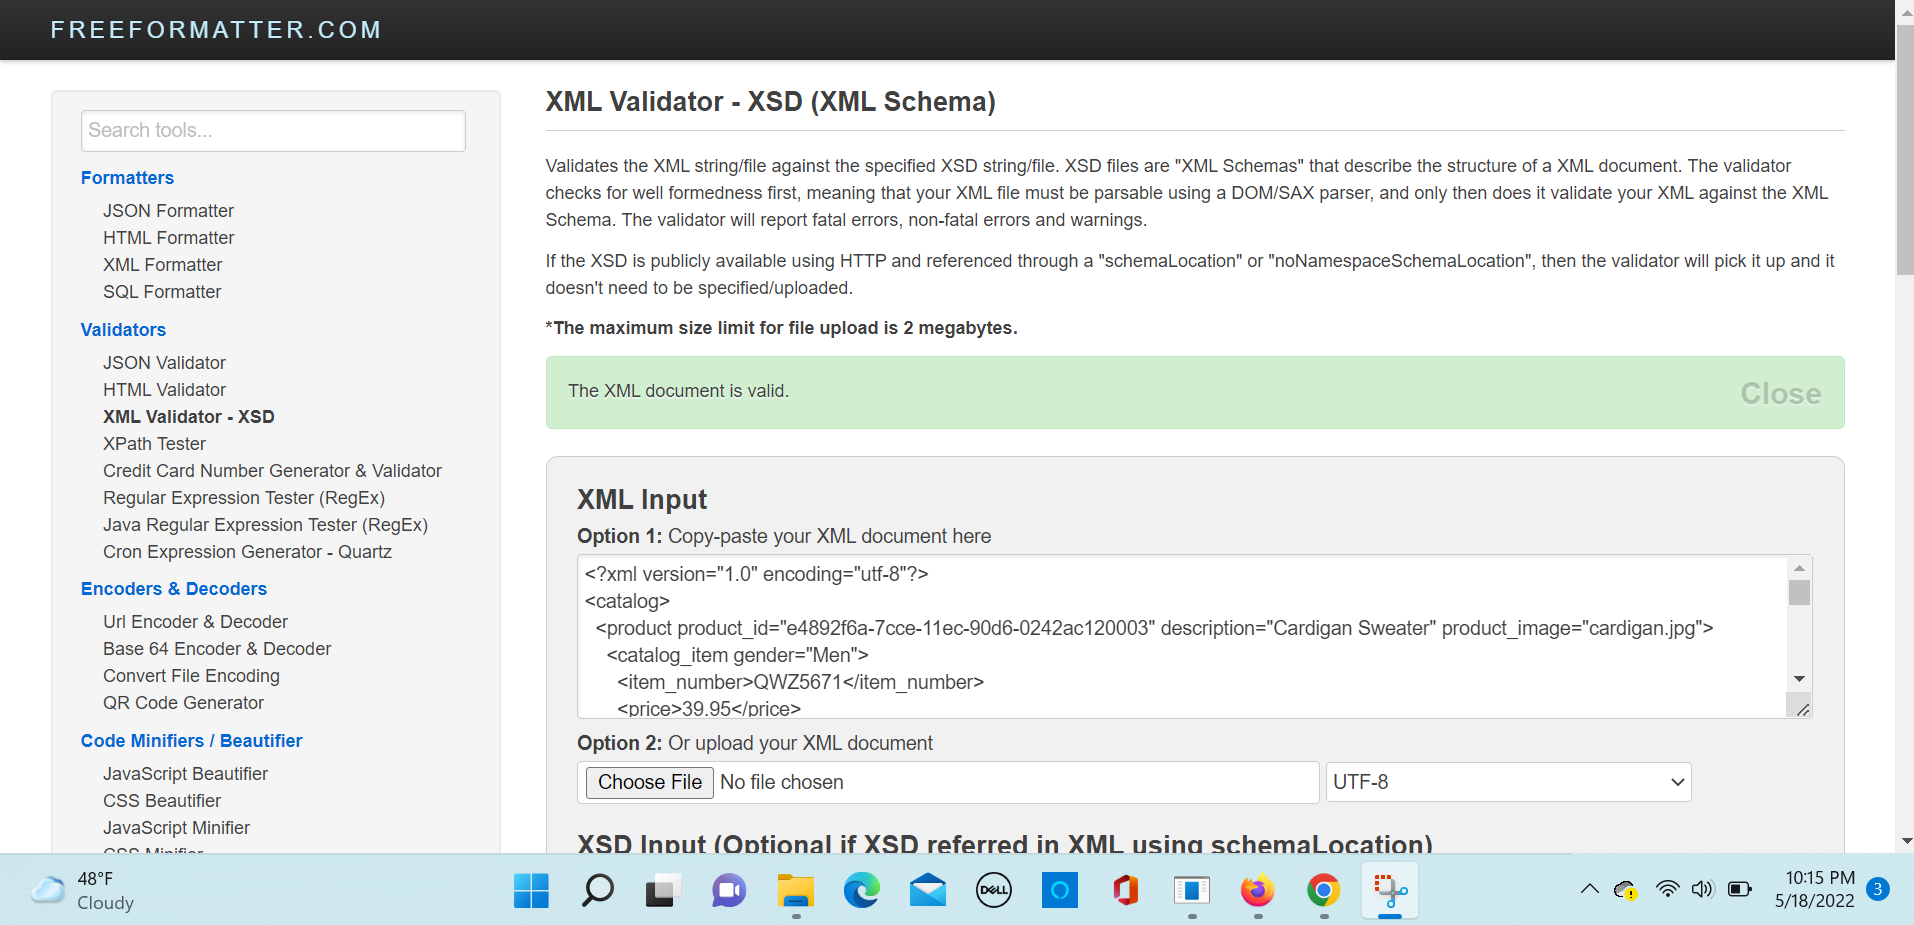 FREEFORMATTER.COM
Search tools...
Formatters
JSON Formatter
HTML Formatter
XML Formatter
SQL Formatter
Validators
JSON Validator
HTML Validator
XML Validator - XSD
XPath Tester
Credit Card Number Generator & Validator
Regular Expression Tester (RegEx)
Java Regular Expression Tester (RegEx)
Cron Expression Generator - Quartz
Encoders & Decoders
Url Encoder & Decoder
Base 64 Encoder & Decoder
Convert File Encoding
QR Code Generator
Code Minifiers / Beautifier
JavaScript Beautifier
CSS Beautifier
JavaScript Minifier
CSS Minifier
XML Validator - XSD (XML Schema)
Validates the XML string/file against the specified XSD string/file. XSD files are "XML Schemas" that describe the structure of a XML document. The validator
checks for well formedness first, meaning that your XML file must be parsable using a DOM/SAX parser, and only then does it validate your XML against the XML
Schema. The validator will report fatal errors, non-fatal errors and warnings.
If the XSD is publicly available using HTTP and referenced through a "schemaLocation" or "noNamespaceSchemaLocation", then the validator will pick it up and it
doesn't need to be specified/uploaded.
*The maximum size limit for file upload is 2 megabytes.
The XML document is valid.
Close
XML Input
Option 1: Copy-paste your XML document here
<?xml version="1.0" encoding="utf-8"?>
<catalog>
<product product_id="e4892f6a-7cce-11ec-90d6-0242ac120003" description="Cardigan Sweater" product_image="cardigan.jpg">
<catalog_item gender="Men">
<item_number>QWZ5671</item_number>
<price>39.95</price>
Option 2: Or upload your XML document
Choose File No file chosen
UTF-8
XSD Input (Optional if XSD referred in XML using schemaLocation)
48°F
Cloudy
DELL
10:15 PM
5/18/2022
3